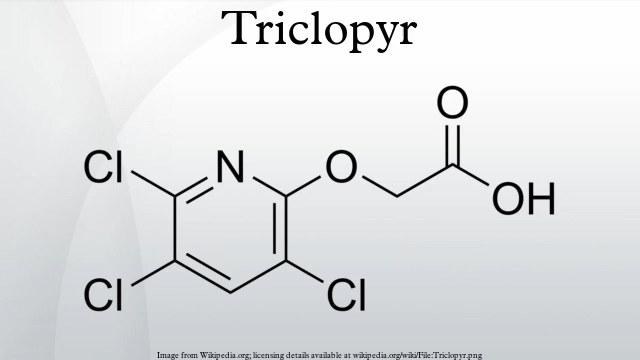 Triclopyr
O
Cl N O
OH
Cl Cl
Image from Wikipedia.org; licensing details available at wikipedia.org/wiki/File:Triclopyr.png